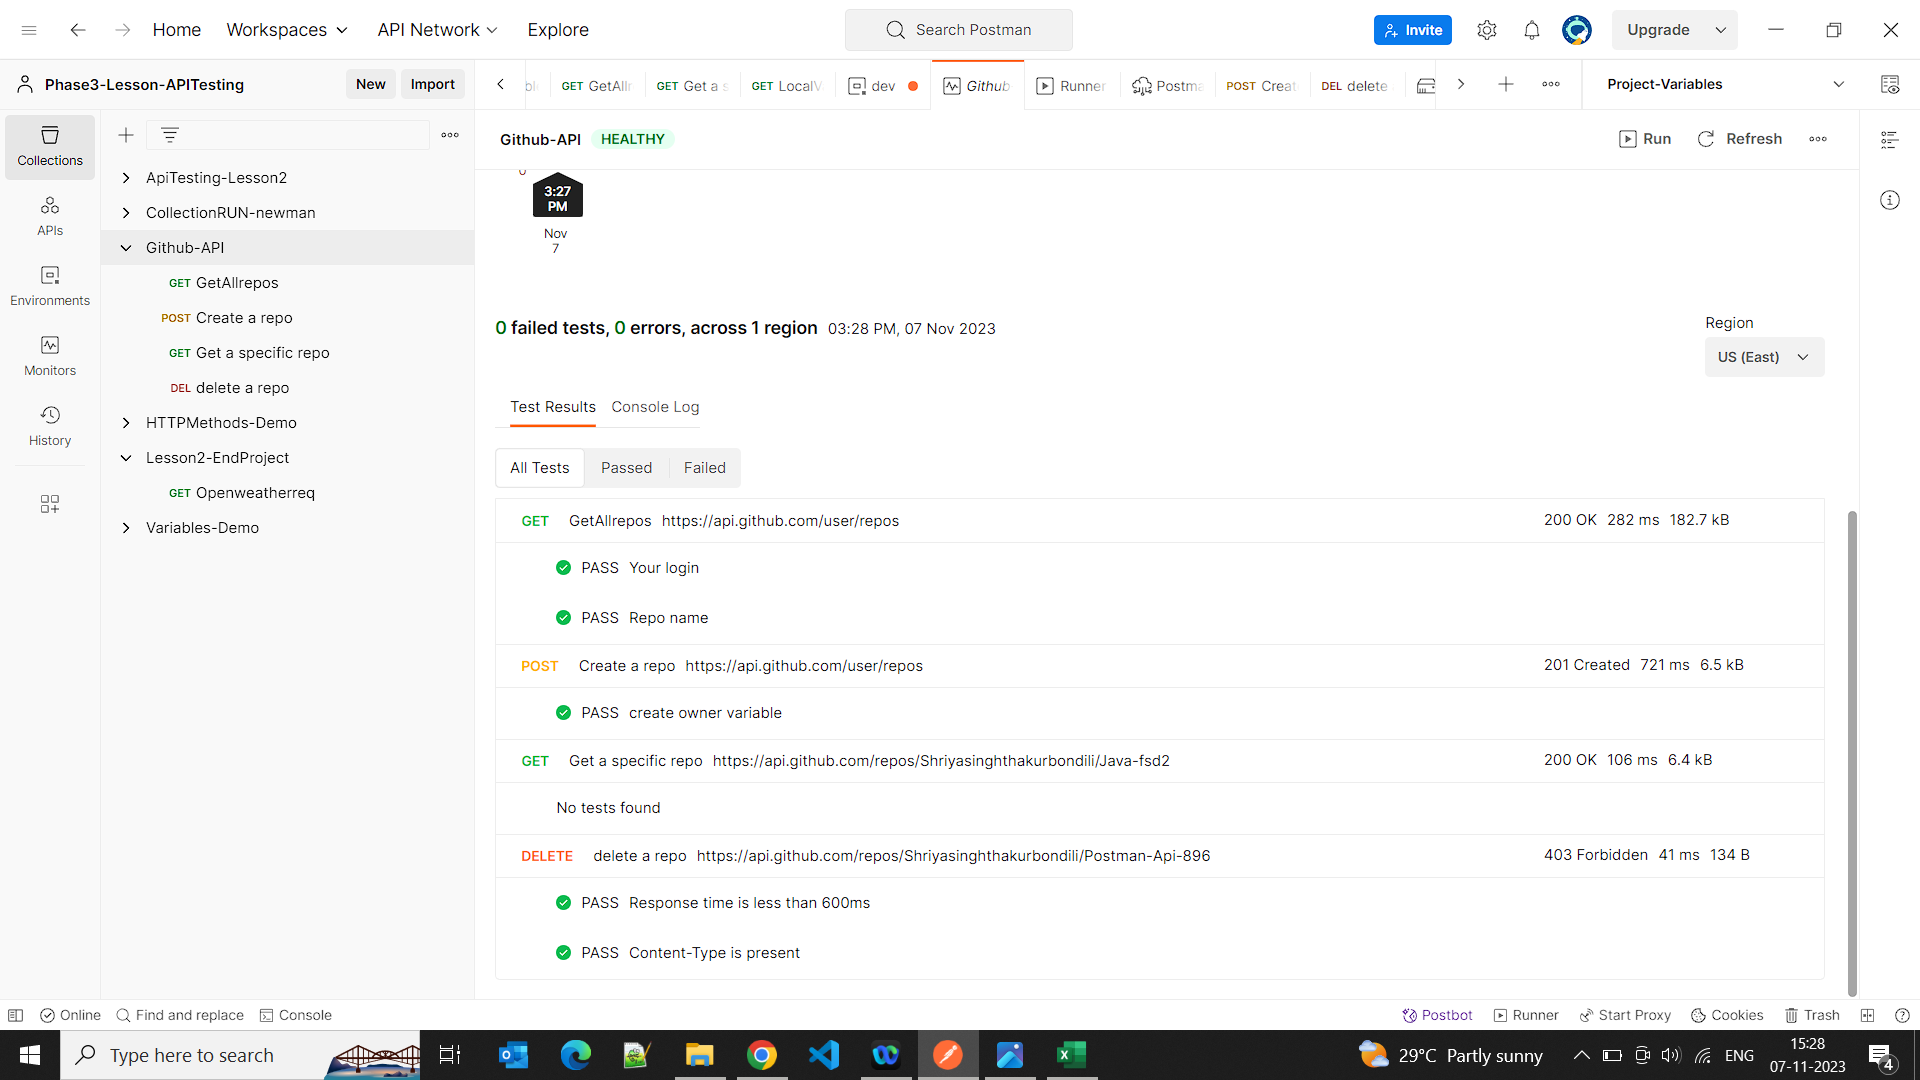 Home Workspaces API Network Explore Search Postman Invite Upgrade
Phase3-Lesson-APITesting New Import
GET GetAllr GET Get a s GET LocalV dev Github Runner Postma POST Creat DEL delete Project-Variables
Collections
APIs
Environments
Monitors
History
ApiTesting-Lesson2
CollectionRUN-newman
Github-API
GET GetAllrepos
POST Create a repo
GET Get a specific repo
DEL delete a repo
HTTPMethods-Demo
Lesson2-EndProject
GET Openweatherreq
Variables-Demo
Github-API HEALTHY Run Refresh
3:27
PM
Nov
7
0 failed tests, 0 errors, across 1 region 03:28 PM, 07 Nov 2023
Region
US (East)
Test Results Console Log
All Tests Passed Failed
GET GetAllrepos https://api.github.com/user/repos 200 OK 282 ms 182.7 kB
PASS Your login
PASS Repo name
POST Create a repo https://api.github.com/user/repos 201 Created 721 ms 6.5 kB
PASS create owner variable
GET Get a specific repo https://api.github.com/repos/Shriyasinghthakurbondili/Java-fsd2 200 OK 106 ms 6.4 kB
No tests found
DELETE delete a repo https://api.github.com/repos/Shriyasinghthakurbondili/Postman-Api-896 403 Forbidden 41 ms 134 B
PASS Response time is less than 600ms
PASS Content-Type is present
Online Find and replace Console Postbot Runner Start Proxy Cookies Trash
Type here to search 29°C Partly sunny ENG 15:28
07-11-2023 4